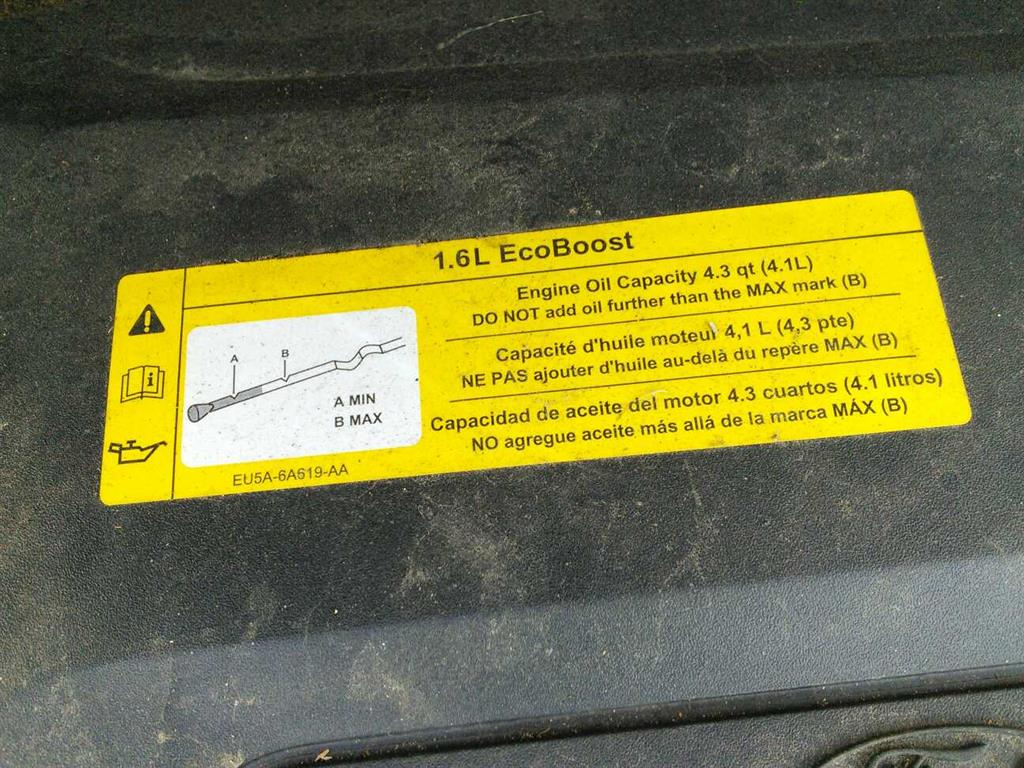 1.6L EcoBoost
Engine Oil Capacity 4.3 qt (4.1L)
DO NOT add oil further than the MAX mark (B)
Capacité d'huile moteur 4,1 L (4,3 pte)
NE PAS ajouter d'huile au-delà du repère MAX (B)
Capacidad de aceite del motor 4.3 cuartos (4.1 litros)
NO agregue aceite más allá de la marca MÁX (B)
A
B
A MIN
B MAX
EU5A-6A619-AA